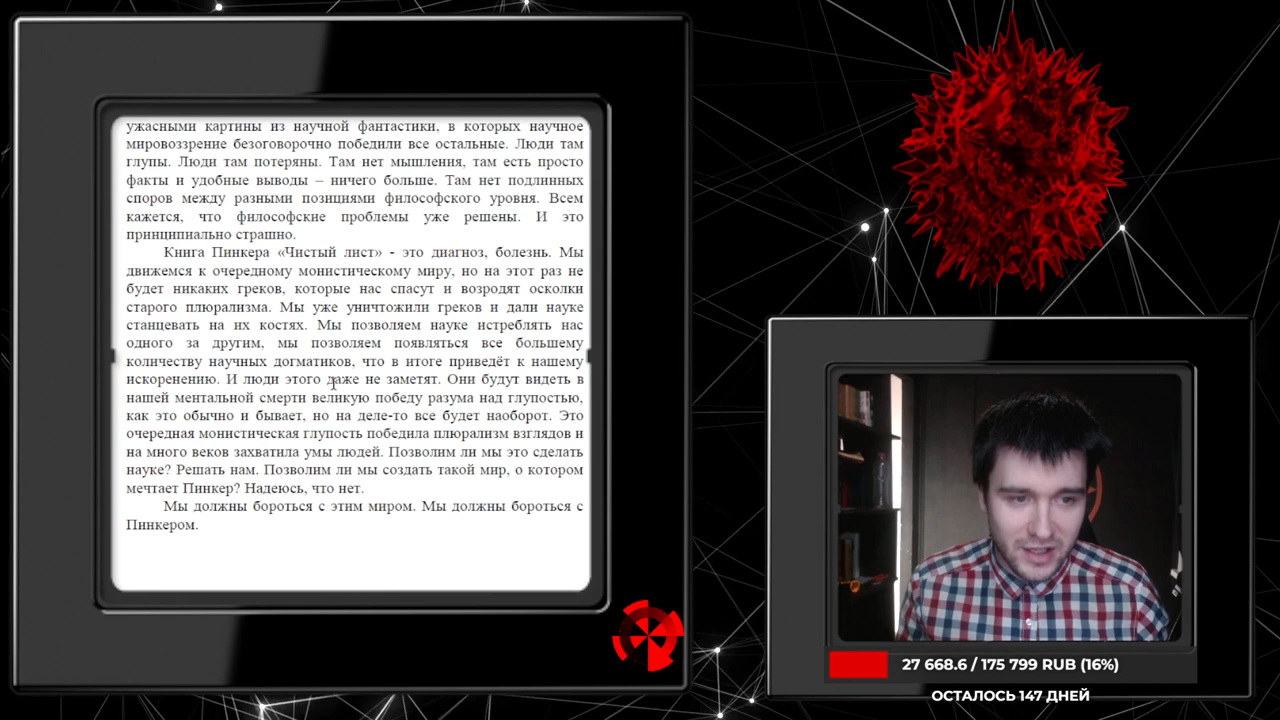 ужасными картины из научной фантастики, в которых научное
мировоззрение безоговорочно победили все остальные. Люди там
глупы. Люди там потеряны. Там нет мышления, там есть просто
факты и удобные выводы – ничего больше. Там нет подлинных
споров между разными позициями философского уровня. Всем
кажется, что философские проблемы уже решены. И это
принципиально страшно.
Книга Пинкера «Чистый лист» - это диагноз, болезнь. Мы
движемся к очередному монистическому миру, но на этот раз не
будет никаких греков, которые нас спасут и возродят осколки
старого плюрализма. Мы уже уничтожили греков и дали науке
станцевать на их костях. Мы позволяем науке истреблять нас
одного за другим, мы позволяем появляться все большему
количеству научных догматиков, что в итоге приведёт к нашему
искоренению. И люди этого даже не заметят. Они будут видеть в
нашей ментальной смерти великую победу разума над глупостью,
как это обычно и бывает, но на деле-то все будет наоборот. Это
очередная монистическая глупость победила плюрализм взглядов и
на много веков захватила умы людей. Позволим ли мы это сделать
науке? Решать нам. Позволим ли мы создать такой мир, о котором
мечтает Пинкер? Надеюсь, что нет.
Мы должны бороться с этим миром. Мы должны бороться с
Пинкером.
27 668.6 / 175 799 RUB (16%)
ОСТАЛОСЬ 147 ДНЕЙ